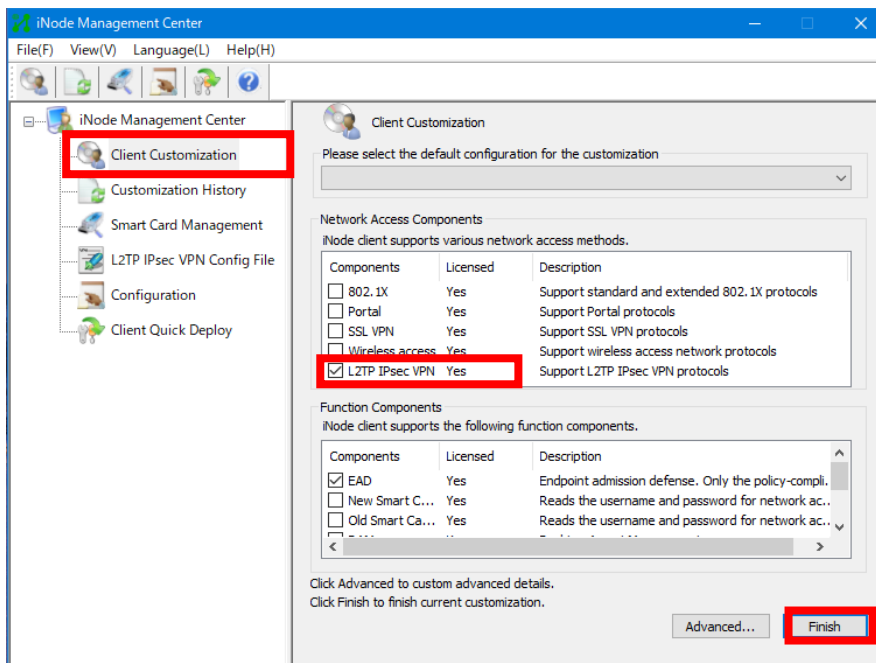 iNode Management Center
File(F) View(V) Language(L) Help(H)
iNode Management Center
Client Customization
Customization History
Smart Card Management
L2TP IPsec VPN Config File
Configuration
Client Quick Deploy
Client Customization
Please select the default configuration for the customization
Network Access Components
iNode client supports various network access methods.
Components Licensed Description
802.1X Yes Support standard and extended 802.1X protocols
Portal Yes Support Portal protocols
SSL VPN Yes Support SSL VPN protocols
Wireless access Yes Support wireless access network protocols
L2TP IPsec VPN Yes Support L2TP IPsec VPN protocols
Function Components
iNode client supports the following function components.
Components Licensed Description
EAD Yes Endpoint admission defense. Only the policy-compli.
New Smart C... Yes Reads the username and password for network ac..
Old Smart Ca... Yes Reads the username and password for network ac..
Click Advanced to custom advanced details.
Click Finish to finish current customization.
Advanced... Finish